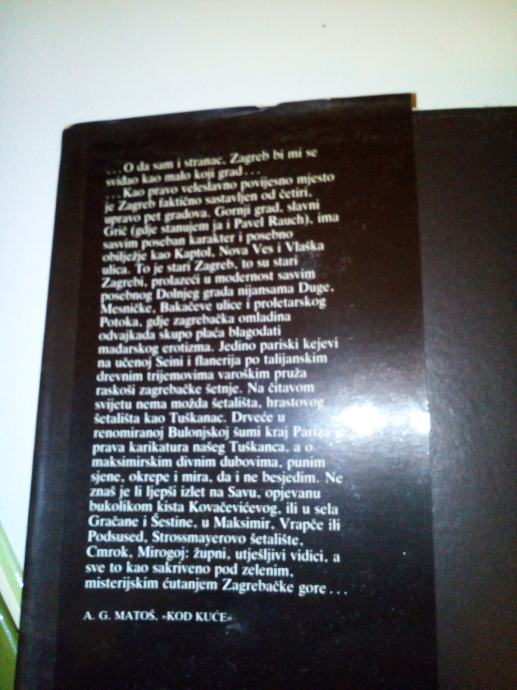 ...O da sam i stranac, Zagreb bi mi se
sviđao kao malo koji grad...
...Kao pravo veleslavno povijesno mjesto
je Zagreb faktično sastavljen od četiri,
upravo pet gradova. Gornji grad, slavni
Grič (gdje stanujem ja i Pavel Rauch), ima
sasvim poseban karakter i posebno
obilježje kao Kaptol, Nova Ves i Vlaška
ulica. To je stari Zagreb, to su stari
Zagrebi, prolazeći u modernost sasvim
posebnog Dolnjeg grada nijansama Duge,
Mesničke, Bakačeve ulice i proletarskog
Potoka, gdje zagrebačka omladina
odvajkada skupo plaća blagodati
mađarskog erotizma. Jedino pariski kejevi
na učenoj Seini i flanerija po talijanskim
drevnim trijemovima varoškim pruža
raskoši zagrebačke šetnje. Na čitavom
svijetu nema možda šetališta, hrastovog
šetališta kao Tuškanac. Drveće u
renomiranoj Bulonjskoj šumi kraj Pariza
prava karikatura našeg Tuškanca, a o
maksimirskim divnim dubovima, punim
sjene, okrepe i mira, da i ne besjedim. Ne
znaš je li ljepši izlet na Savu, opjevanu
bukolikom kista Kovačevićevog, ili u sela
Gračane i Šestine, u Maksimir, Vrapče ili
Podsused, Strossmayerovo šetalište,
Cmrok, Mirogoj: župni, utješljivi vidici, a
sve to kao sakriveno pod zelenim,
misterijskim ćutanjem Zagrebačke gore...
A. G. MATOŠ, »KOD KUĆE«